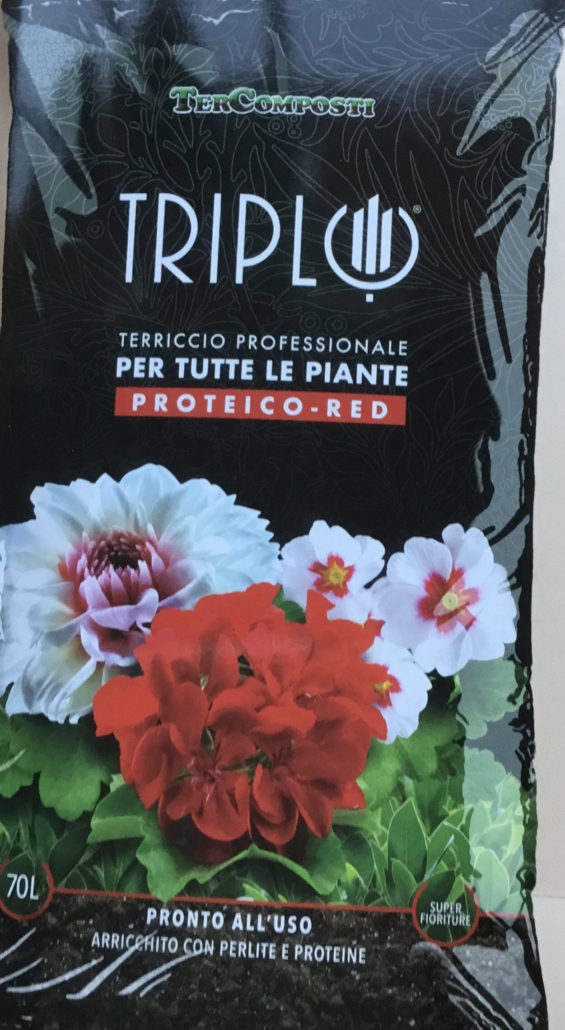 TERCOMPOSTI
TRIPLO®
TERRICCIO PROFESSIONALE
PER TUTTE LE PIANTE
PROTEICO-RED
70L
PRONTO ALL'USO
ARRICCHITO CON PERLITE E PROTEINE
SUPER
FIORITURE